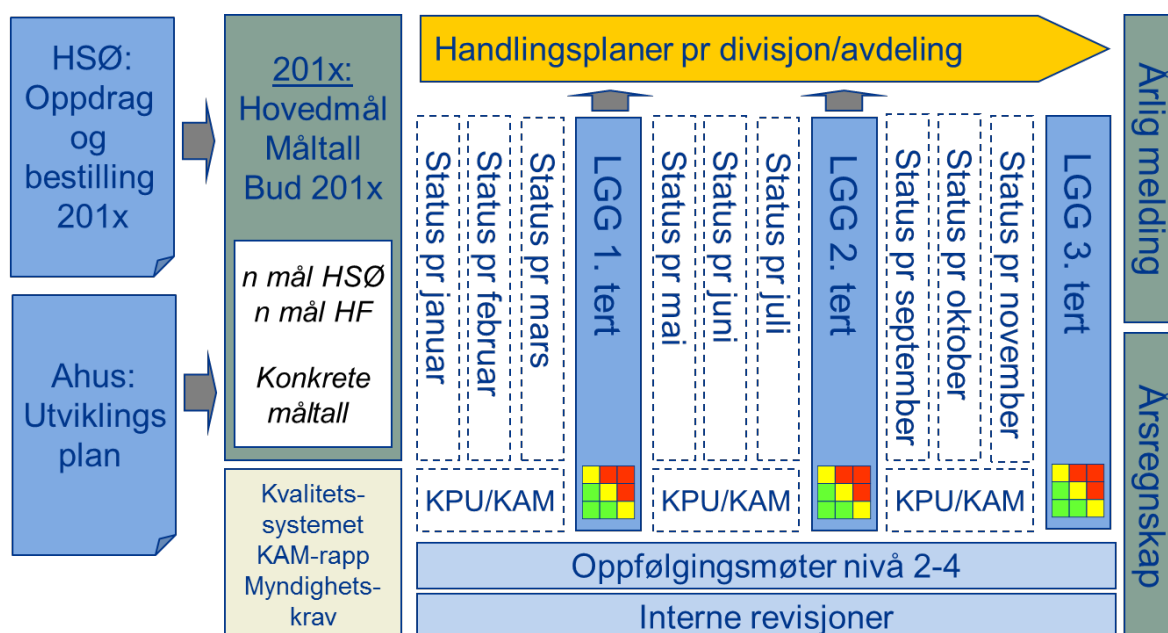 HSØ:
Oppdrag
og
bestilling
201x
Ahus:
Utviklings
plan
201x:
Hovedmål
Måltall
Bud 201x
n mål HSØ
n mål HF
Konkrete
måltall
Kvalitets-
systemet
KAM-rapp
Myndighets-
krav
Handlingsplaner pr divisjon/avdeling
Status pr januar
Status pr februar
Status pr mars
LGG 1. tert
Status pr mai
Status pr juni
Status pr juli
LGG 2. tert
Status pr september
Status pr oktober
Status pr november
LGG 3. tert
KPU/KAM
KPU/KAM
KPU/KAM
Oppfølgingsmøter nivå 2-4
Interne revisjoner
Årlig melding
Årsregnskap